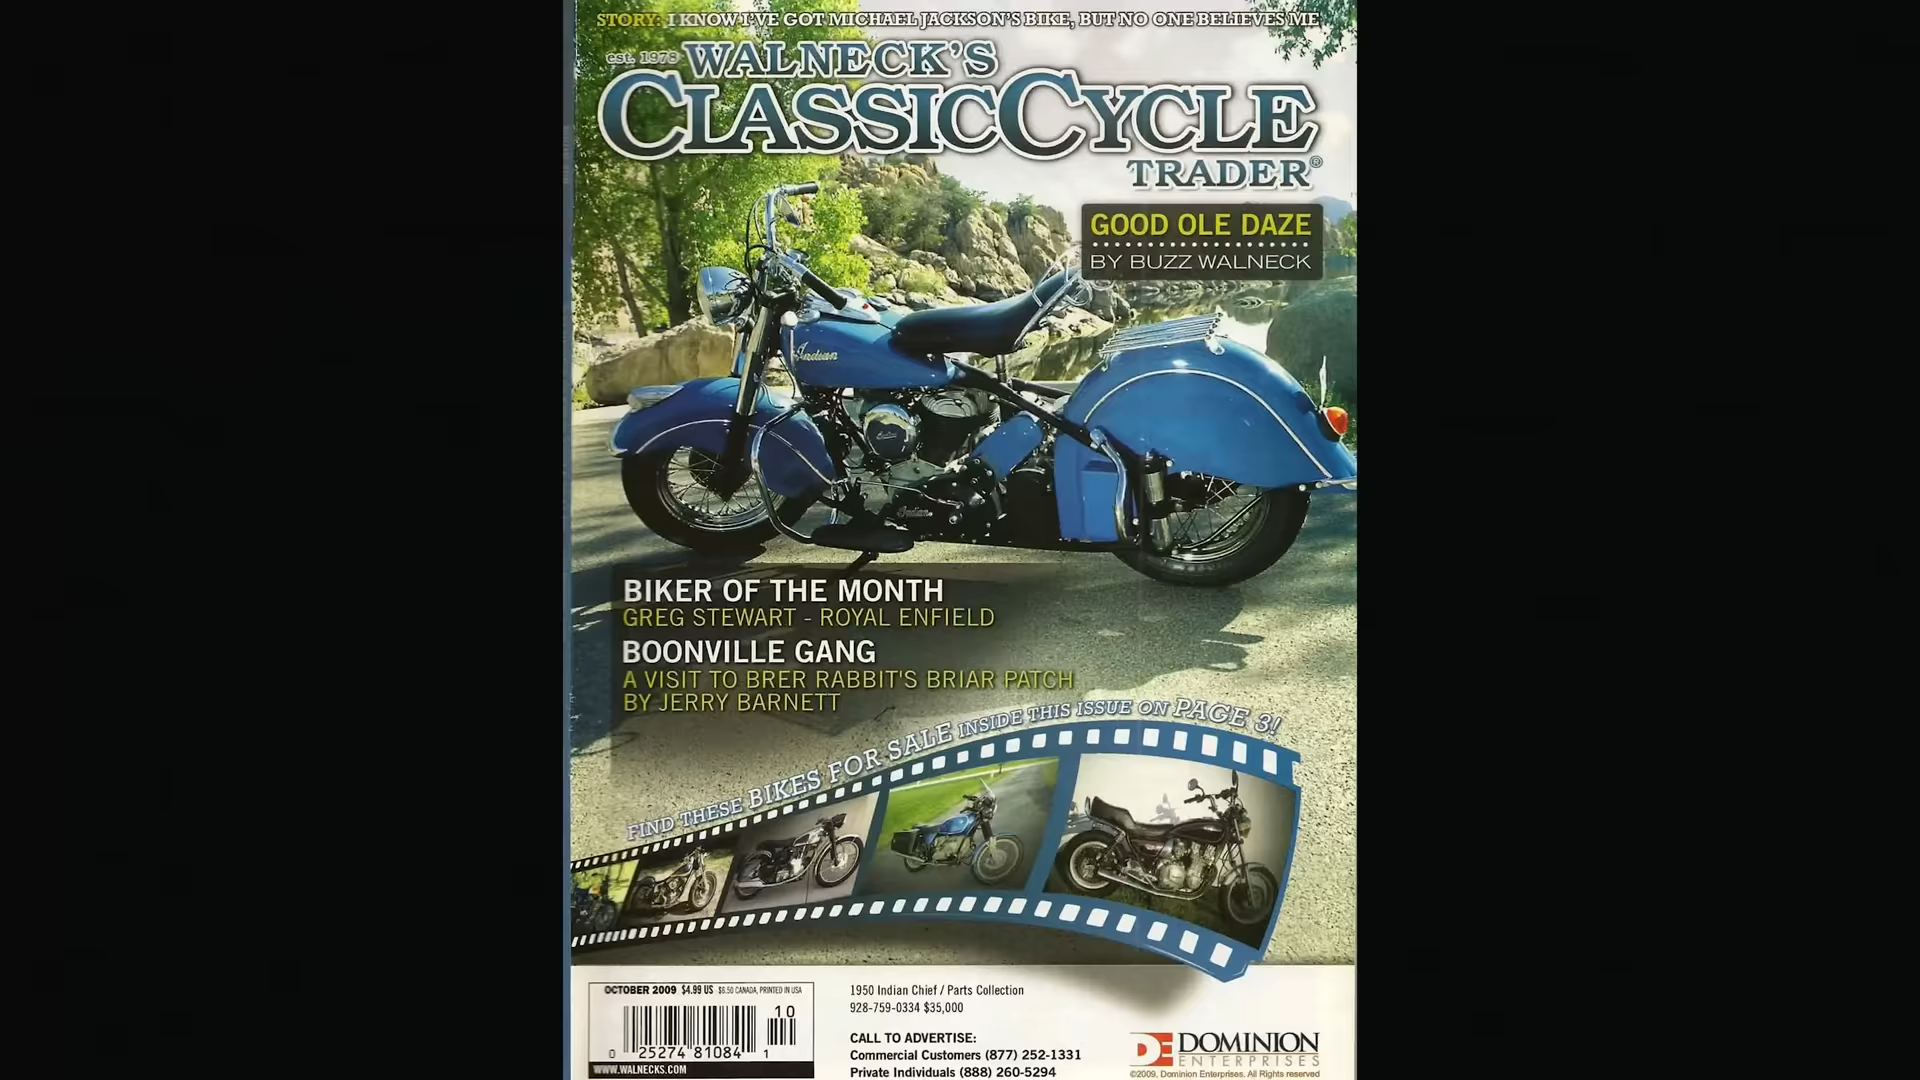 STORY: I KNOW I'VE GOT MICHAEL JACKSON'S BIKE, BUT NO ONE BELIEVES ME
est. 1978 WALNECK'S
CLASSICCYCLE
TRADER®
GOOD OLE DAZE
BY BUZZ WALNECK
Indian
Indian
BIKER OF THE MONTH
GREG STEWART - ROYAL ENFIELD
BOONVILLE GANG
A VISIT TO BRER RABBIT'S BRIAR PATCH
BY JERRY BARNETT
FIND THESE BIKES FOR SALE INSIDE THIS ISSUE ON PAGE 3!
OCTOBER 2009 $4.99 US $6.50 CANADA, PRINTED IN USA
10
0 25274 81084 1
WWW.WALNECKS.COM
1950 Indian Chief / Parts Collection
928-759-0334 $35,000
CALL TO ADVERTISE:
Commercial Customers (877) 252-1331
Private Individuals (888) 260-5294
DE DOMINION
ENTERPRISES
©2009, Dominion Enterprises. All Rights reserved